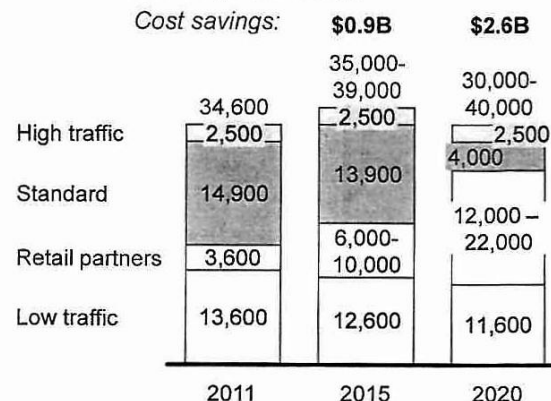 Cost savings: $0.9B $2.6B
35,000-
39,000
30,000-
40,000
34,600
High traffic 2,500 2,500 2,500
4,000
Standard 14,900 13,900
12,000 –
22,000
Retail partners 3,600 6,000-
10,000
Low traffic 13,600 12,600 11,600
2011 2015 2020